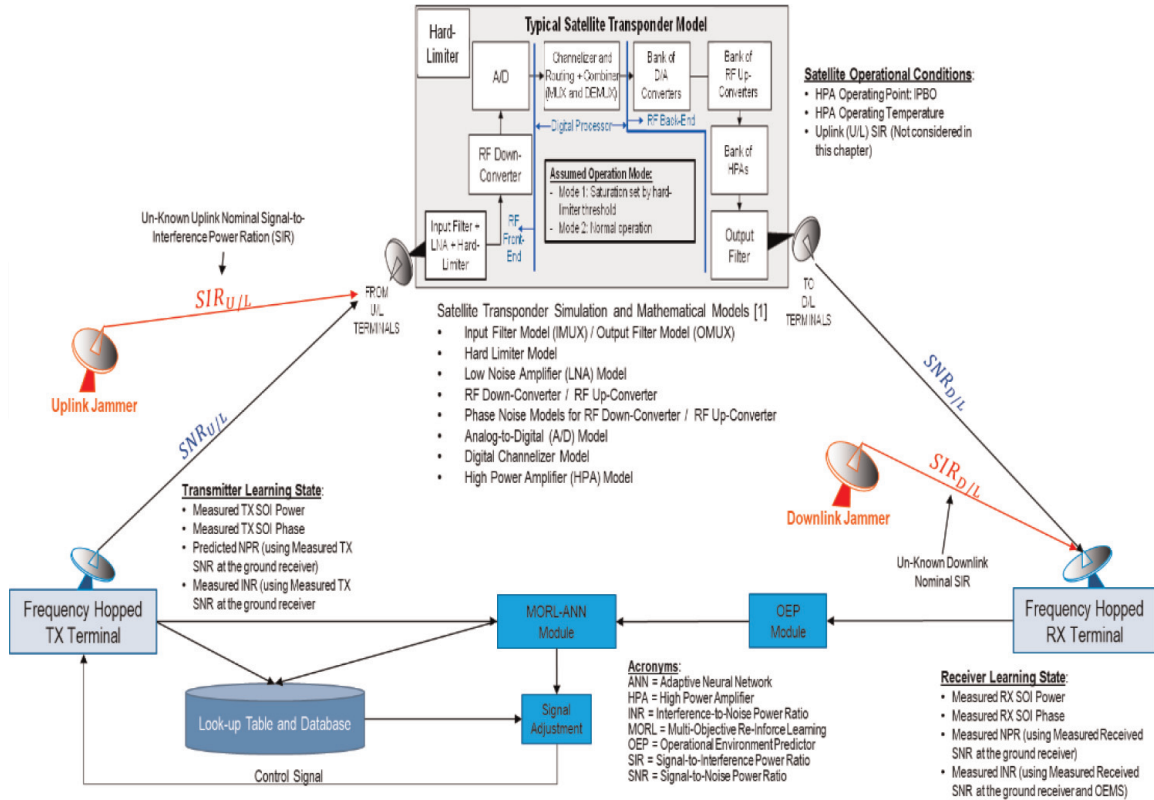 Typical Satellite Transponder Model
Hard-
Limiter
A/D
Channelizer and
Routing + Combiner
(MUX and DEMUX)
Bank of
D/A
Converters
Bank of
RF Up-
Converters
Digital Processor
RF Back-End
RF Down-
Converter
Bank of
HPAs
Assumed Operation Mode:
- Mode 1: Saturation set by hard-
limiter threshold
- Mode 2: Normal operation
Input Filter +
LNA + Hard-
Limiter
RF
Front-
End
Output
Filter
FROM
U/L
TERMINALS
TO
D/L
TERMINALS
Satellite Operational Conditions:
• HPA Operating Point: IPBO
• HPA Operating Temperature
• Uplink (U/L) SIR (Not considered in
this chapter)
Un-Known Uplink Nominal Signal-to-
Interference Power Ration (SIR)
SIR U/L
Uplink Jammer
SNR U/L
Satellite Transponder Simulation and Mathematical Models [1]
• Input Filter Model (IMUX) / Output Filter Model (OMUX)
• Hard Limiter Model
• Low Noise Amplifier (LNA) Model
• RF Down-Converter / RF Up-Converter
• Phase Noise Models for RF Down-Converter / RF Up-Converter
• Analog-to-Digital (A/D) Model
• Digital Channelizer Model
• High Power Amplifier (HPA) Model
SNR D/L
SIR D/L
Downlink Jammer
Un-Known Downlink
Nominal SIR
Transmitter Learning State:
• Measured TX SOI Power
• Measured TX SOI Phase
• Predicted NPR (using Measured TX
SNR at the ground receiver)
• Measured INR (using Measured TX
SNR at the ground receiver
Frequency Hopped
TX Terminal
MORL-ANN
Module
OEP
Module
Frequency Hopped
RX Terminal
Look-up Table and Database
Signal
Adjustment
Control Signal
Acronyms:
ANN = Adaptive Neural Network
HPA = High Power Amplifier
INR = Interference-to-Noise Power Ratio
MORL = Multi-Objective Re-Inforce Learning
OEP = Operational Environment Predictor
SIR = Signal-to-Interference Power Ratio
SNR = Signal-to-Noise Power Ratio
Receiver Learning State:
• Measured RX SOI Power
• Measured RX SOI Phase
• Measured NPR (using Measured Received
SNR at the ground receiver)
• Measured INR (using Measured Received
SNR at the ground receiver and OEMS)